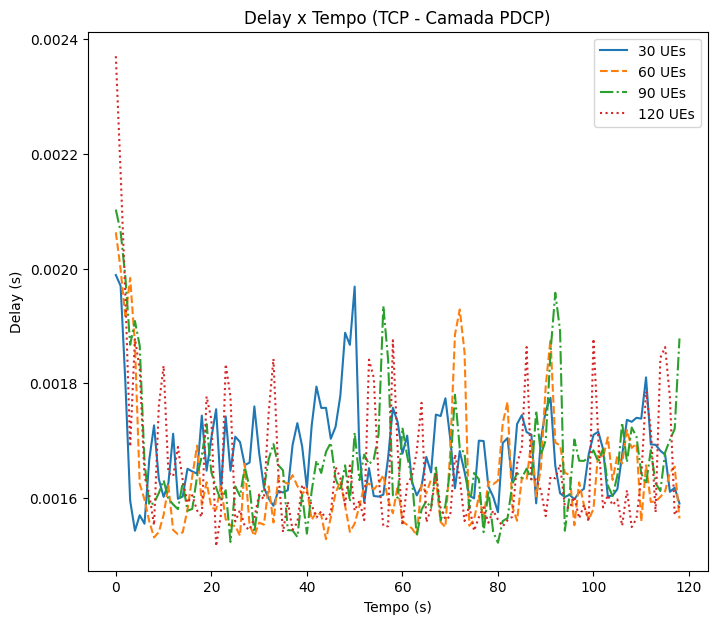 Delay x Tempo (TCP - Camada PDCP)
30 UEs
60 UEs
90 UEs
120 UEs
Delay (s)
0.0024
0.0022
0.0020
0.0018
0.0016
0 20 40 60 80 100 120
Tempo (s)